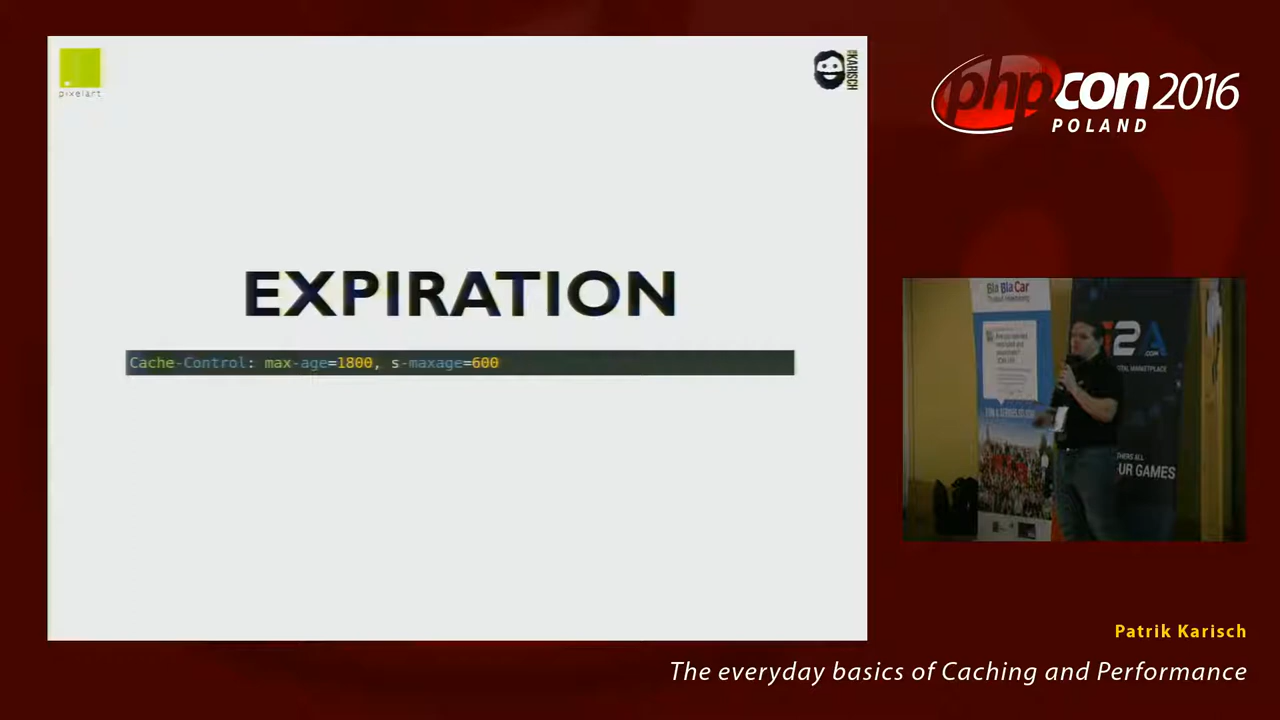 pixelart
KARISCH
EXPIRATION
Cache-Control: max-age=1800, s-maxage=600
phpcon 2016
POLAND
Bla Bla Car
2A
.COM
UR GAMES
Patrik Karisch
The everyday basics of Caching and Performance